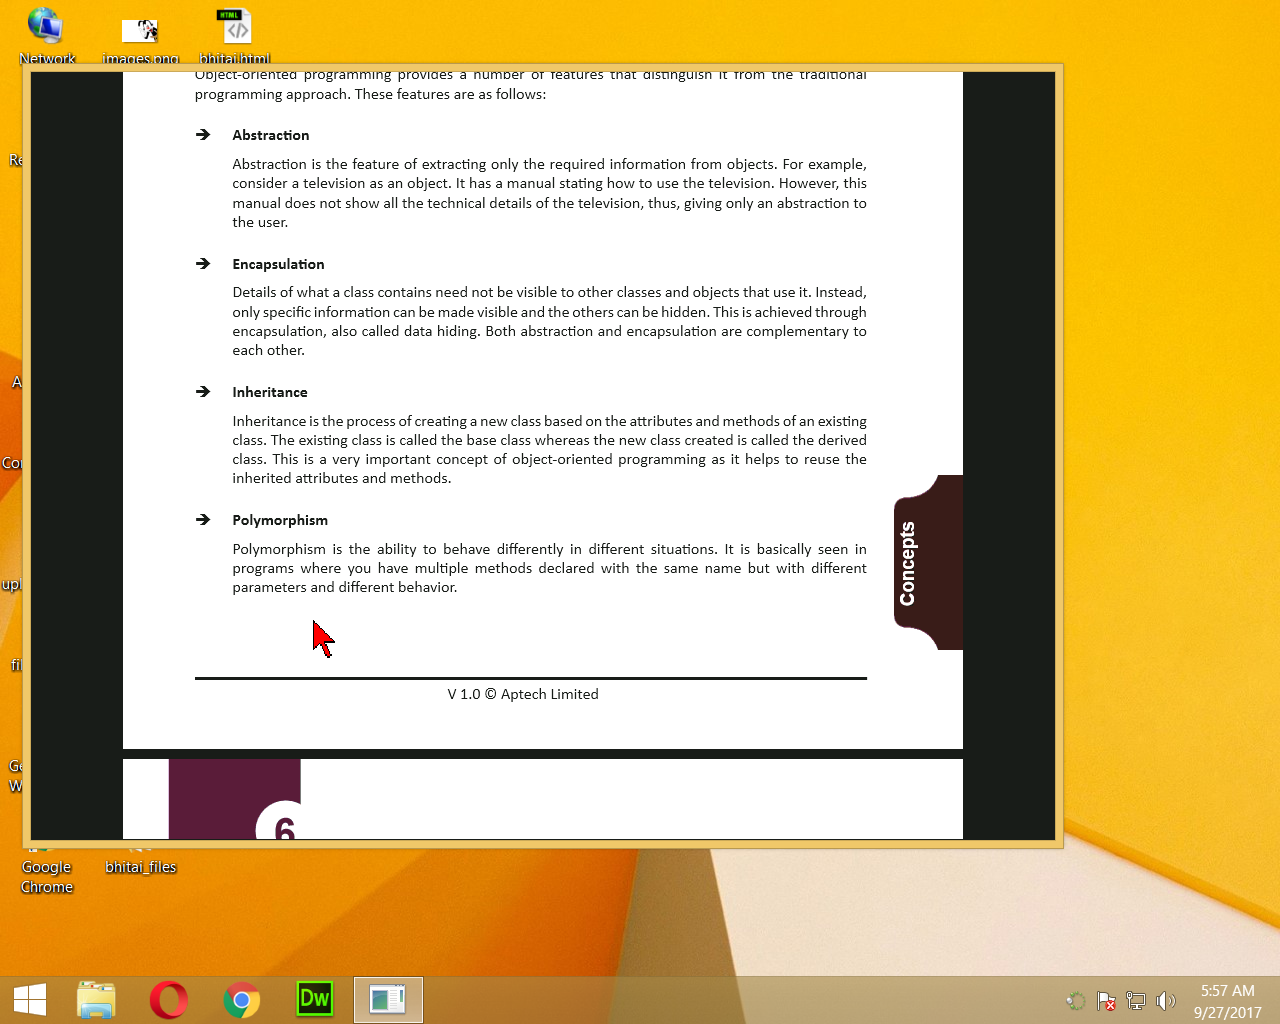 Network
images.png
bhitai.html
Object-oriented programming provides a number of features that distinguish it from the traditional
programming approach. These features are as follows:
➔ Abstraction
Abstraction is the feature of extracting only the required information from objects. For example,
consider a television as an object. It has a manual stating how to use the television. However, this
manual does not show all the technical details of the television, thus, giving only an abstraction to
the user.
➔ Encapsulation
Details of what a class contains need not be visible to other classes and objects that use it. Instead,
only specific information can be made visible and the others can be hidden. This is achieved through
encapsulation, also called data hiding. Both abstraction and encapsulation are complementary to
each other.
➔ Inheritance
Inheritance is the process of creating a new class based on the attributes and methods of an existing
class. The existing class is called the base class whereas the new class created is called the derived
class. This is a very important concept of object-oriented programming as it helps to reuse the
inherited attributes and methods.
➔ Polymorphism
Polymorphism is the ability to behave differently in different situations. It is basically seen in
programs where you have multiple methods declared with the same name but with different
parameters and different behavior.
Concepts
V 1.0 © Aptech Limited
6
Google
Chrome
bhitai_files
HTML
Dw
5:57 AM
9/27/2017